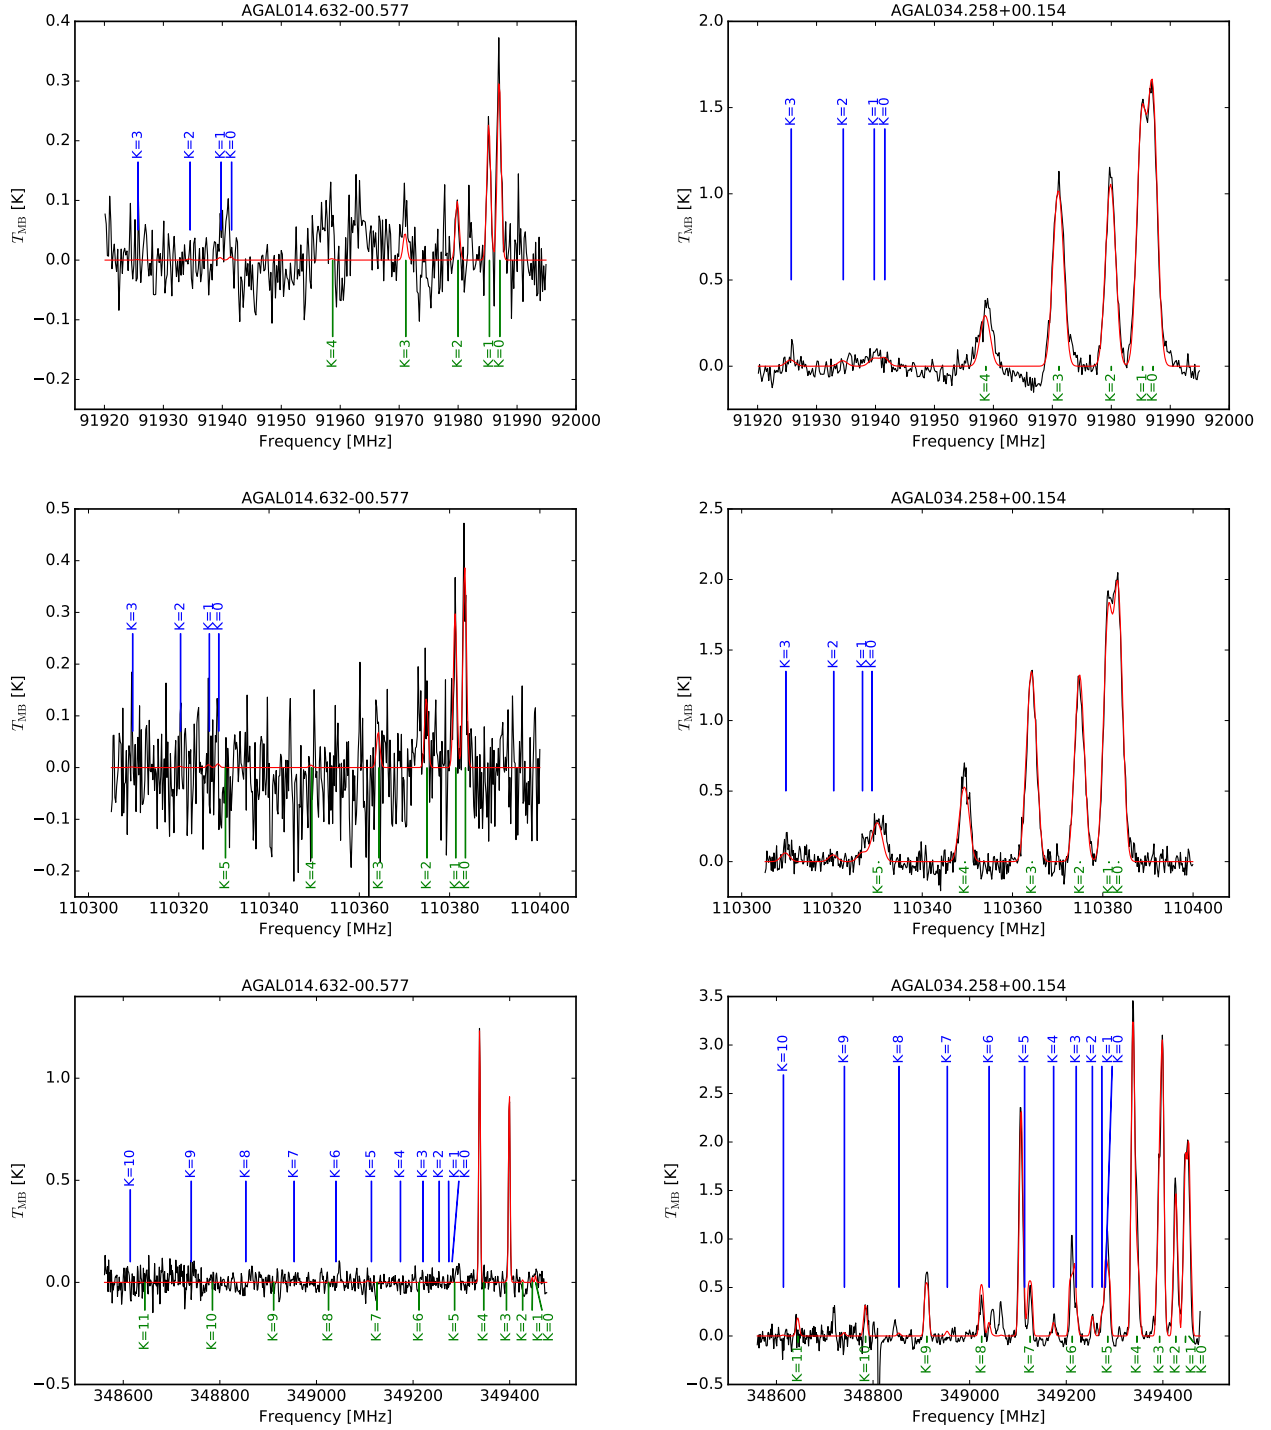 AGAL014.632-00.577
0.4
0.3
0.2
0.1
0.0
−0.1
−0.2
T_MB [K]
K=3
K=2
K=1
K=0
K=4
K=3
K=2
K=1
K=0
91920 91930 91940 91950 91960 91970 91980 91990 92000
Frequency [MHz]
AGAL034.258+00.154
2.0
1.5
1.0
0.5
0.0
T_MB [K]
K=3
K=2
K=1
K=0
K=4
K=3
K=2
K=1
K=0
91920 91930 91940 91950 91960 91970 91980 91990 92000
Frequency [MHz]
AGAL014.632-00.577
0.5
0.4
0.3
0.2
0.1
0.0
−0.1
−0.2
T_MB [K]
K=3
K=2
K=1
K=0
K=5
K=4
K=3
K=2
K=1
K=0
110300 110320 110340 110360 110380 110400
Frequency [MHz]
AGAL034.258+00.154
2.5
2.0
1.5
1.0
0.5
0.0
T_MB [K]
K=3
K=2
K=1
K=0
K=5
K=4
K=3
K=2
K=1
K=0
110300 110320 110340 110360 110380 110400
Frequency [MHz]
AGAL014.632-00.577
1.0
0.5
0.0
−0.5
T_MB [K]
K=10
K=9
K=8
K=7
K=6
K=5
K=4
K=3
K=2
K=1
K=0
K=11
K=10
K=9
K=8
K=7
K=6
K=5
K=4
K=3
K=2
K=1
K=0
348600 348800 349000 349200 349400
Frequency [MHz]
AGAL034.258+00.154
3.5
3.0
2.5
2.0
1.5
1.0
0.5
0.0
−0.5
T_MB [K]
K=10
K=9
K=8
K=7
K=6
K=5
K=4
K=3
K=2
K=1
K=0
K=11
K=10
K=9
K=8
K=7
K=6
K=5
K=4
K=3
K=2
K=1
K=0
348600 348800 349000 349200 349400
Frequency [MHz]